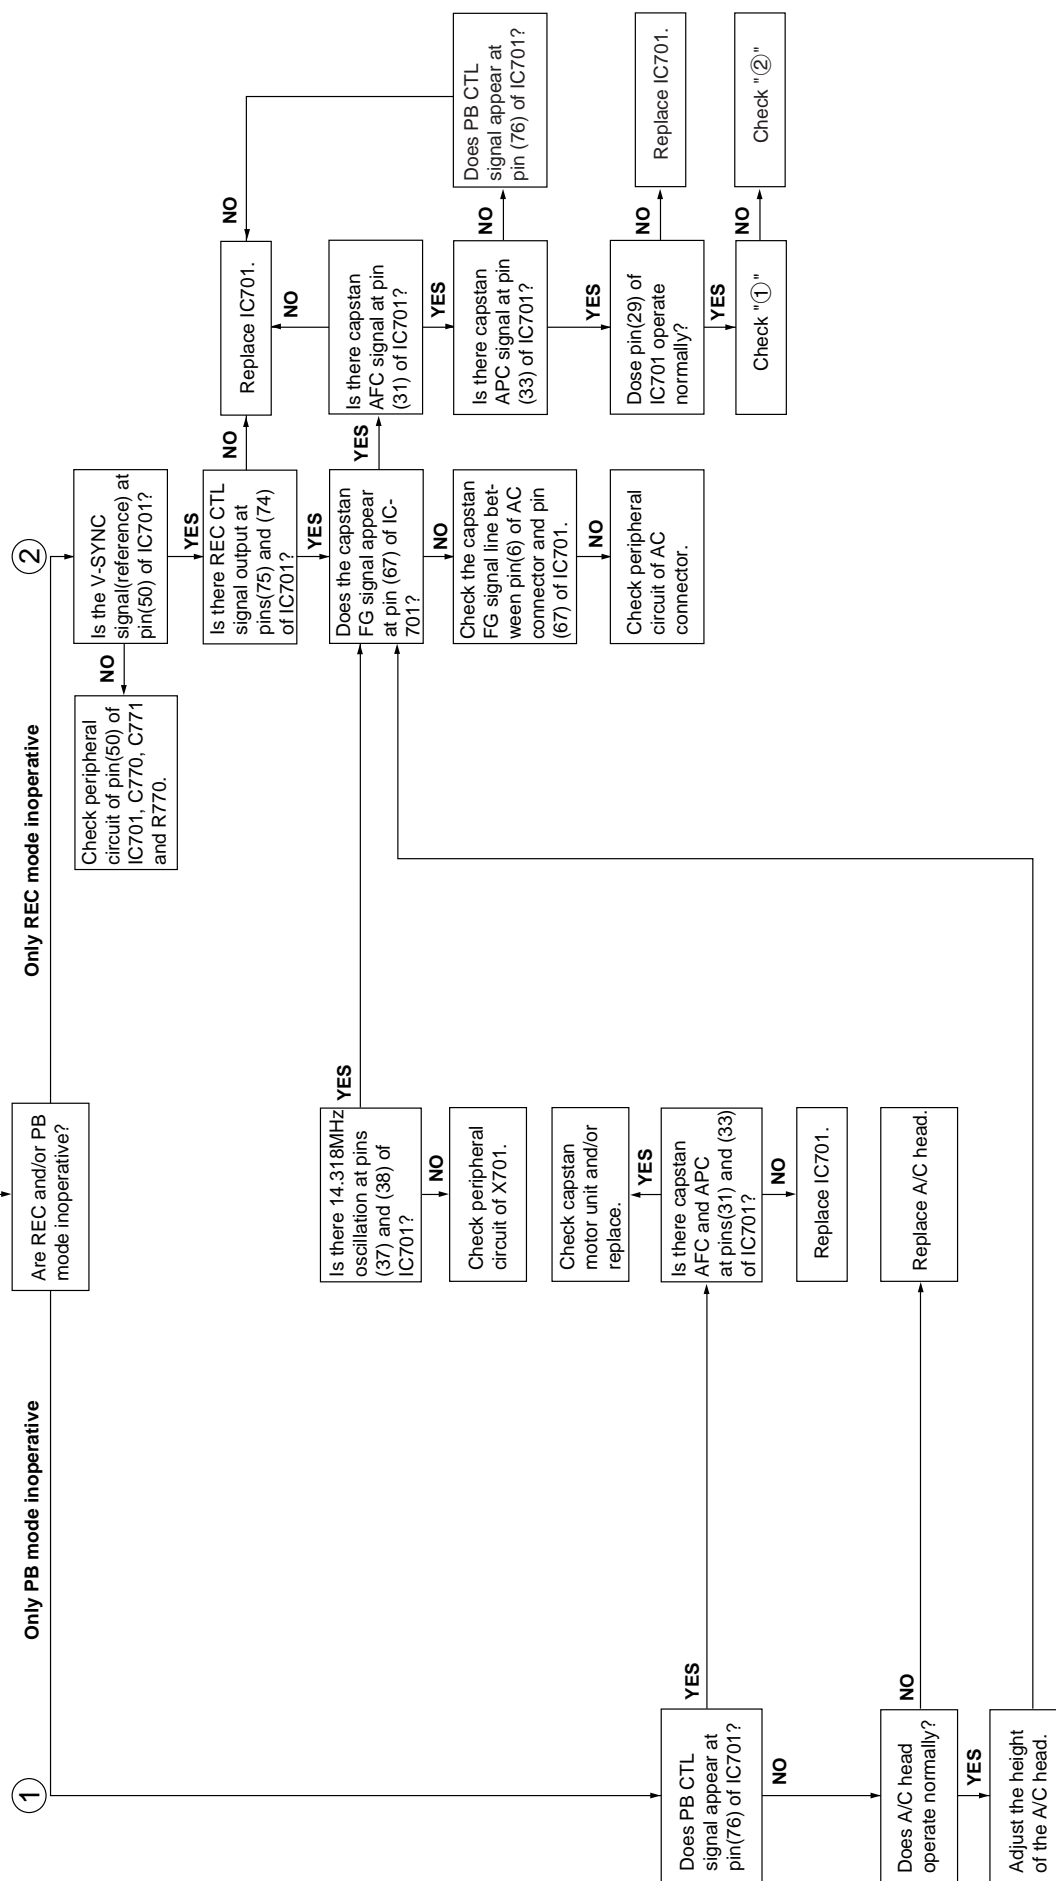 Are REC and/or PB
mode inoperative?
Only PB mode inoperative
Only REC mode inoperative
①
②
Does PB CTL
signal appear at
pin(76) of IC701?
YES
NO
Does A/C head
operate normally?
NO
YES
Adjust the height
of the A/C head.
Is there 14.318MHz
oscillation at pins
(37) and (38) of
IC701?
YES
NO
Check peripheral
circuit of X701.
Check capstan
motor unit and/or
replace.
YES
Is there capstan
AFC and APC
at pins(31) and (33)
of IC701?
NO
Replace IC701.
Replace A/C head.
Is the V-SYNC
signal(reference) at
pin(50) of IC701?
NO
Check peripheral
circuit of pin(50) of
IC701, C770, C771
and R770.
YES
Is there REC CTL
signal output at
pins(75) and (74)
of IC701?
NO
YES
Does the capstan
FG signal appear
at pin (67) of IC-
701?
YES
NO
Check the capstan
FG signal line bet-
ween pin(6) of AC
connector and pin
(67) of IC701.
NO
Check peripheral
circuit of AC
connector.
Replace IC701.
NO
NO
Is there capstan
AFC signal at pin
(31) of IC701?
YES
Is there capstan
APC signal at pin
(33) of IC701?
NO
Does PB CTL
signal appear at
pin (76) of IC701?
YES
Dose pin(29) of
IC701 operate
normally?
NO
Replace IC701.
YES
Check "①"
NO
Check "②"